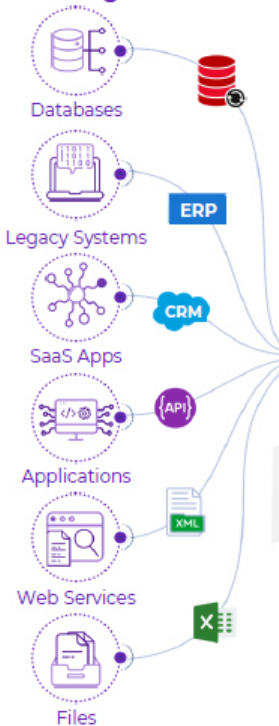 Databases
ERP
Legacy Systems
CRM
SaaS Apps
{API}
Applications
XML
Web Services
X
Files